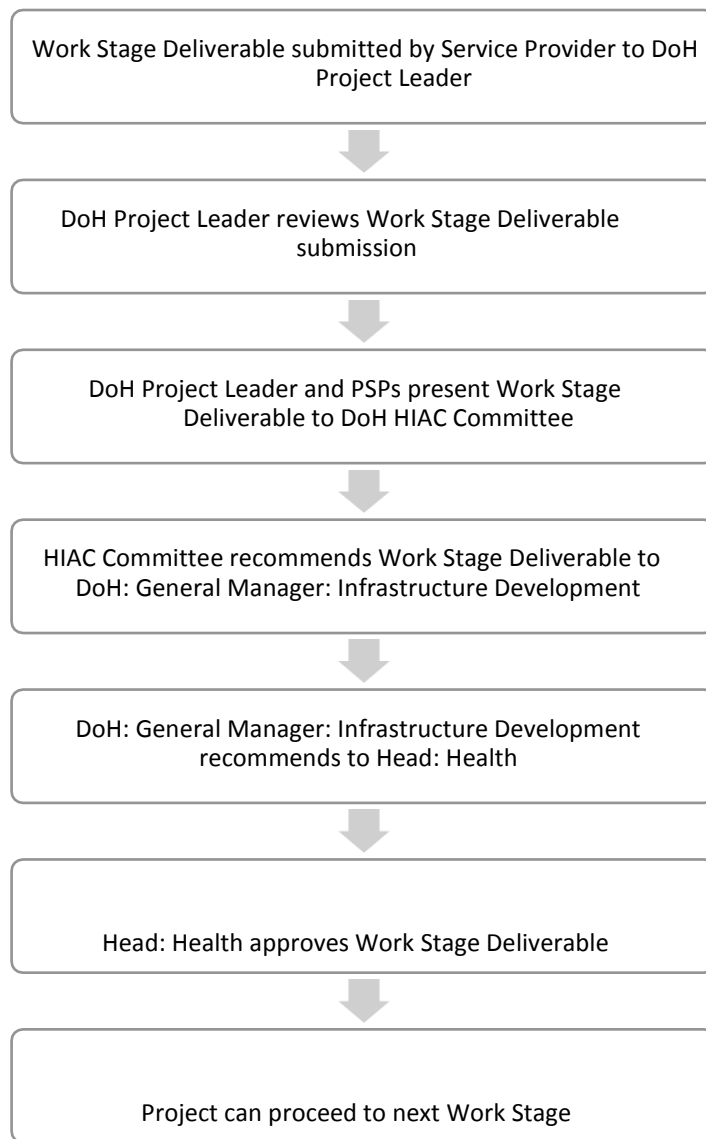 Work Stage Deliverable submitted by Service Provider to DoH
Project Leader
DoH Project Leader reviews Work Stage Deliverable
submission
DoH Project Leader and PSPs present Work Stage
Deliverable to DoH HIAC Committee
HIAC Committee recommends Work Stage Deliverable to
DoH: General Manager: Infrastructure Development
DoH: General Manager: Infrastructure Development
recommends to Head: Health
Head: Health approves Work Stage Deliverable
Project can proceed to next Work Stage